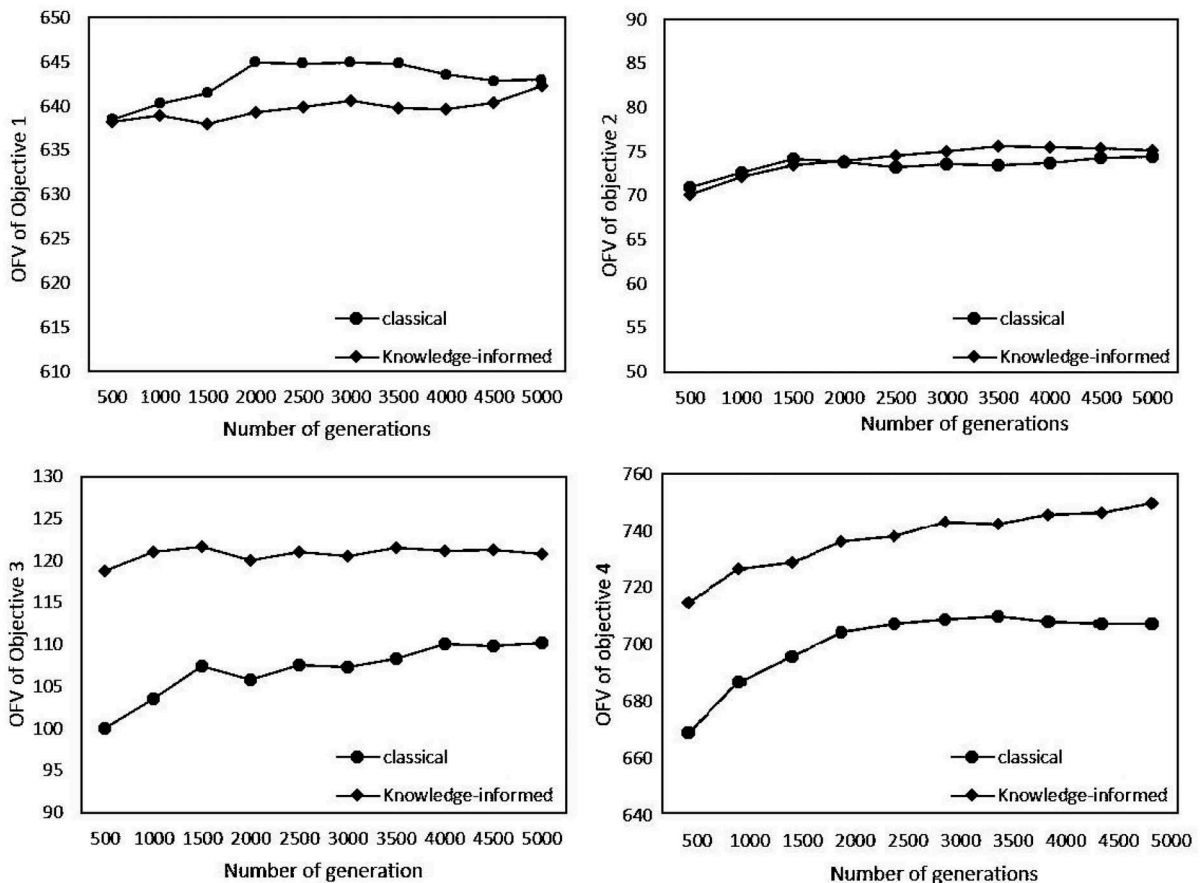 OFV of Objective 1
650
645
640
635
630
625
620
615
610
classical
Knowledge-informed
500 1000 1500 2000 2500 3000 3500 4000 4500 5000
Number of generations
OFV of objective 2
90
85
80
75
70
65
60
55
50
classical
Knowledge-informed
500 1000 1500 2000 2500 3000 3500 4000 4500 5000
Number of generations
OFV of Objective 3
130
125
120
115
110
105
100
95
90
classical
Knowledge-informed
500 1000 1500 2000 2500 3000 3500 4000 4500 5000
Number of generation
OFV of objective 4
760
740
720
700
680
660
640
classical
Knowledge-informed
500 1000 1500 2000 2500 3000 3500 4000 4500 5000
Number of generations